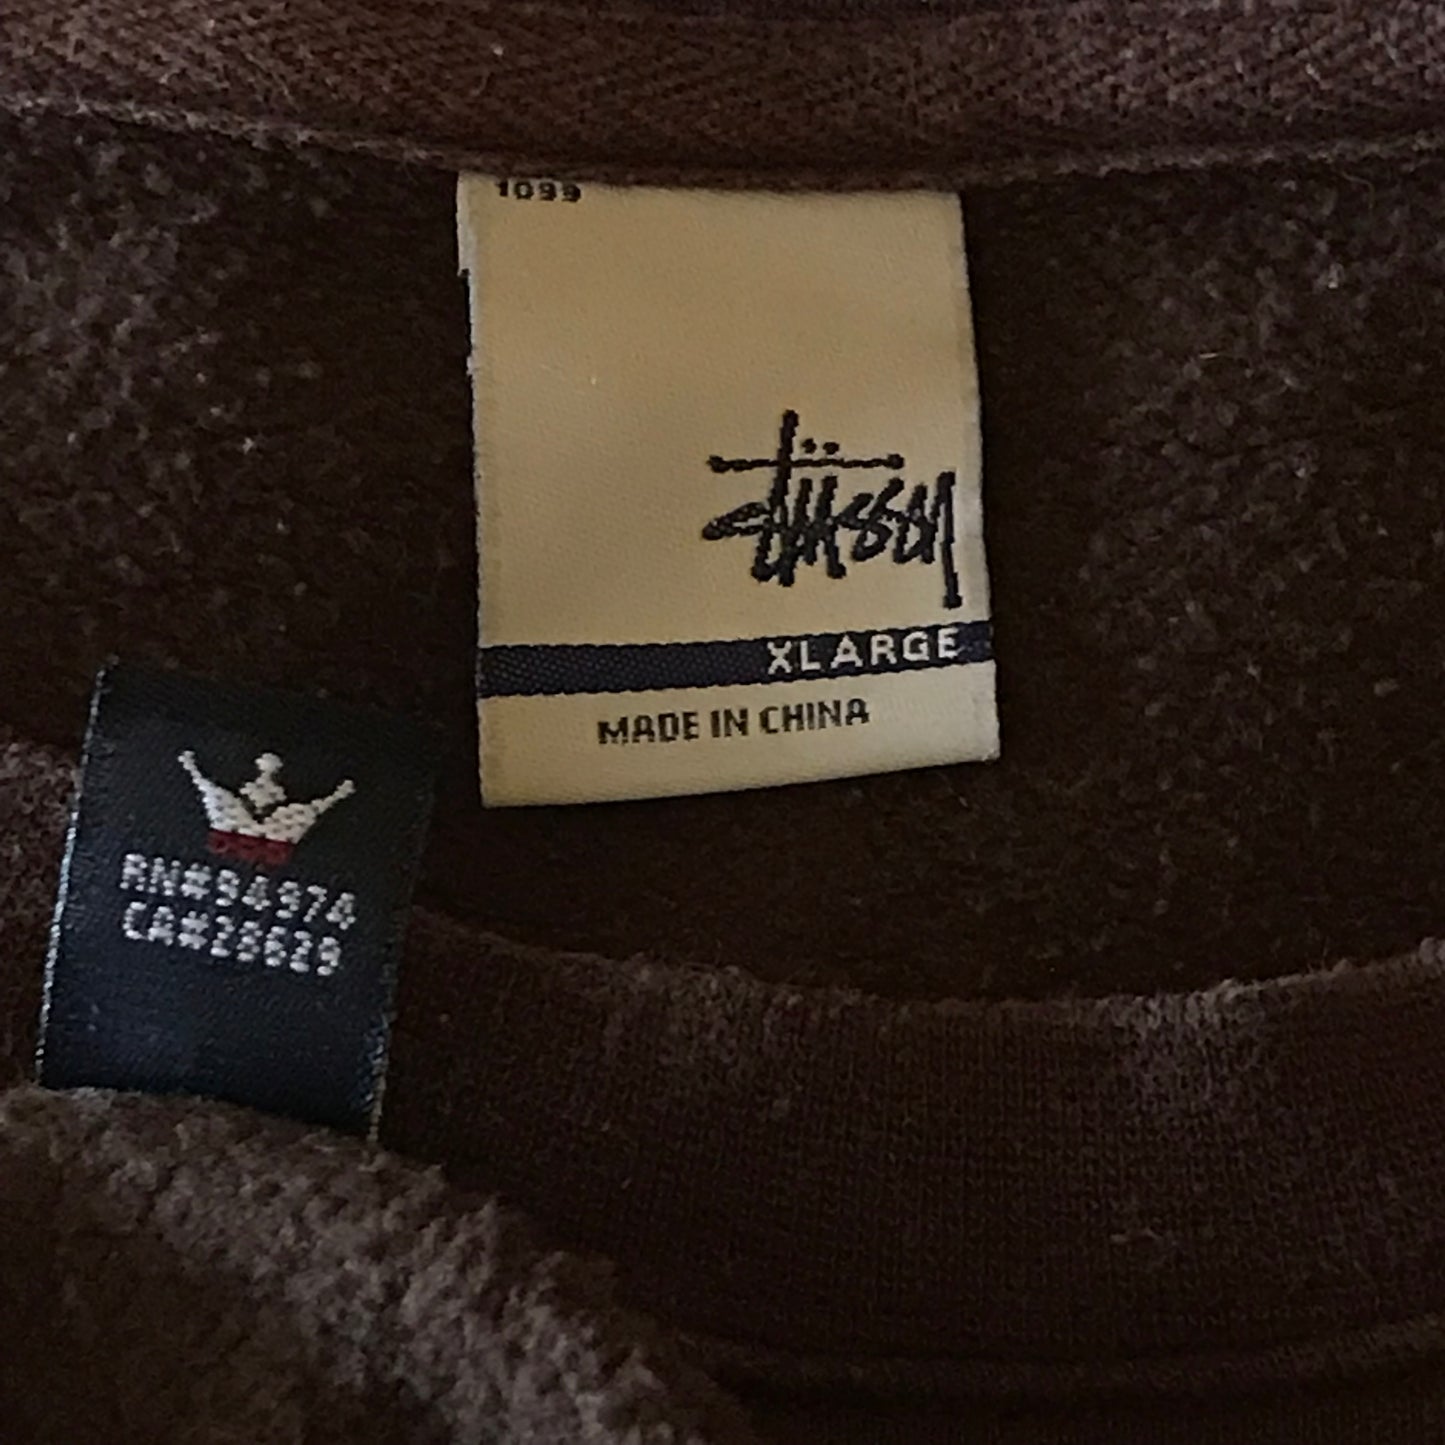 1099
Stüssy
XLARGE
MADE IN CHINA
RN#94974
CA#28629